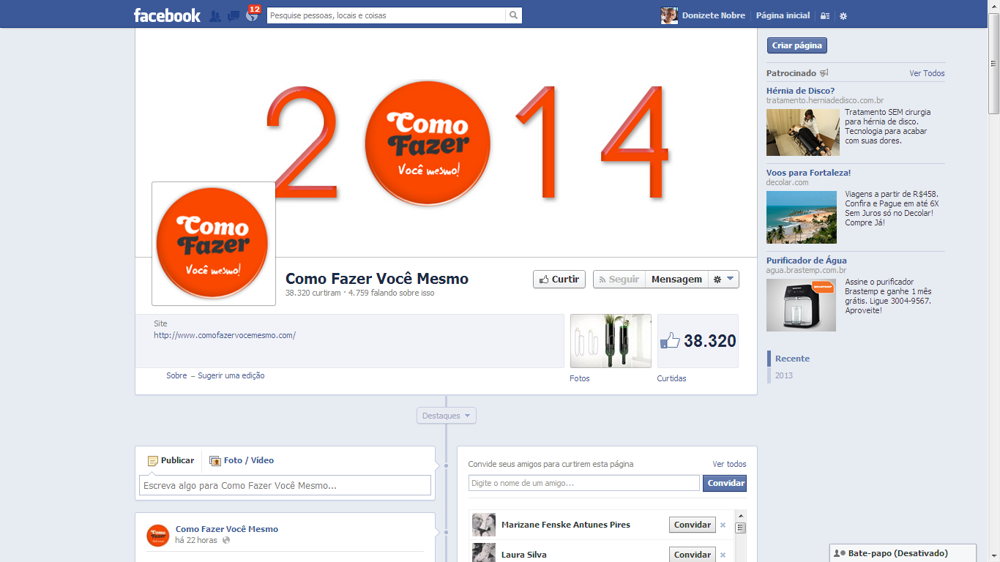 facebook
12
Pesquise pessoas, locais e coisas
Donizete Nobre
Página inicial
2
Como
Fazer
Você mesmo!
14
Como
Fazer
Você mesmo!
Como Fazer Você Mesmo
38.320 curtiram · 4.759 falando sobre isso
Curtir
Seguir
Mensagem
Site
http://www.comofazervocemesmo.com/
Sobre – Sugerir uma edição
Fotos
38.320
Curtidas
Destaques
Publicar
Foto / Vídeo
Escreva algo para Como Fazer Você Mesmo...
Como
Fazer
Como Fazer Você Mesmo
há 22 horas
Convide seus amigos para curtirem esta página
Ver todos
Digite o nome de um amigo...
Convidar
Marizane Fenske Antunes Pires
Convidar
Laura Silva
Convidar
Criar página
Patrocinado
Ver Todos
Hérnia de Disco?
tratamento.herniadedisco.com.br
Tratamento SEM cirurgia
para hérnia de disco.
Tecnologia para acabar
com suas dores.
Voos para Fortaleza!
decolar.com
Viagens a partir de R$458.
Confira e Pague em até 6X
Sem Juros só no Decolar!
Compre Já!
Purificador de Água
agua.brastemp.com.br
BRASTEMP
Assine o purificador
Brastemp e ganhe 1 mês
grátis. Ligue 3004-9567.
Aproveite!
Recente
2013
Bate-papo (Desativado)